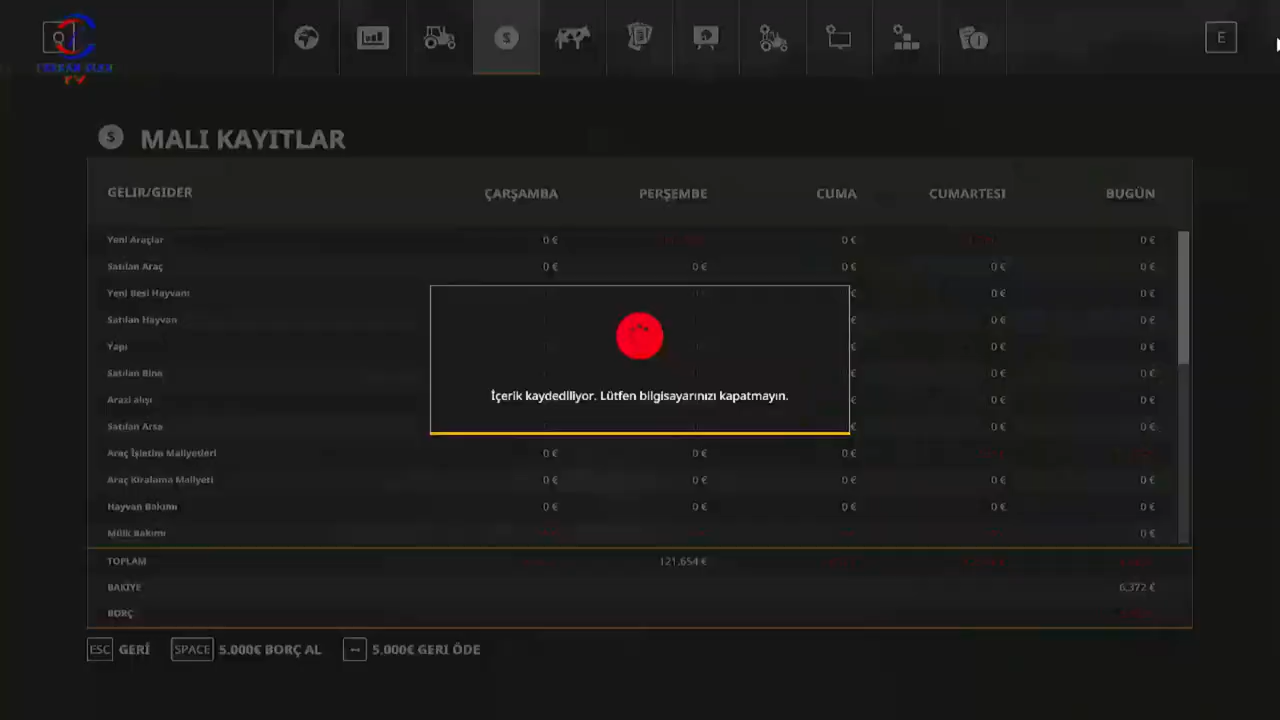 Q
E
TV
$ MALI KAYITLAR
GELIR/GIDER ÇARŞAMBA PERŞEMBE CUMA CUMARTESI BUGÜN
Yeni Araçlar 0 € 0 € 0 €
Satılan Araç 0 € 0 € 0 € 0 € 0 €
Yeni Besi Hayvanı € 0 € 0 €
Satılan Hayvan € 0 € 0 €
Yapı € 0 € 0 €
Satılan Bina € 0 € 0 €
Arazi alışı € 0 € 0 €
Satılan Arsa € 0 € 0 €
Araç İşletim Maliyetleri 0 € 0 € 0 €
Araç Kiralama Maliyeti 0 € 0 € 0 € 0 € 0 €
Hayvan Bakımı 0 € 0 € 0 € 0 € 0 €
Mülk Bakımı 0 €
TOPLAM 121.654 €
BAKIYE 6.372 €
BORÇ
İçerik kaydediliyor. Lütfen bilgisayarınızı kapatmayın.
ESC GERİ SPACE 5.000€ BORÇ AL 5.000€ GERI ÖDE